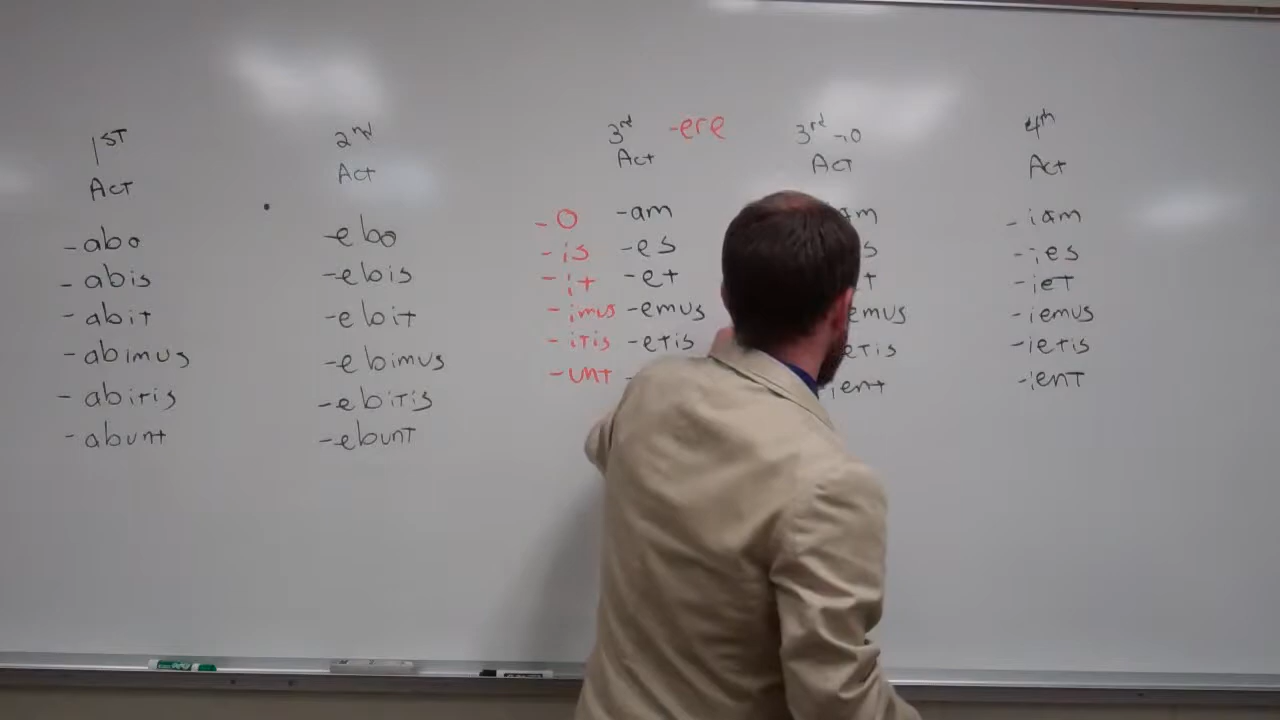 1ST
Act
-abo
-abis
-abit
-abimus
-abitis
-abunt
2nd
Act
-ebo
-ebis
-ebit
-ebimus
-ebitis
-ebunt
3rd -ere
Act
-o -am
-is -es
-it -et
-imus -emus
-itis -etis
-unt
3rd -io
Act
am
s
t
emus
etis
ient
4th
Act
-iam
-ies
-iet
-iemus
-ietis
-ient